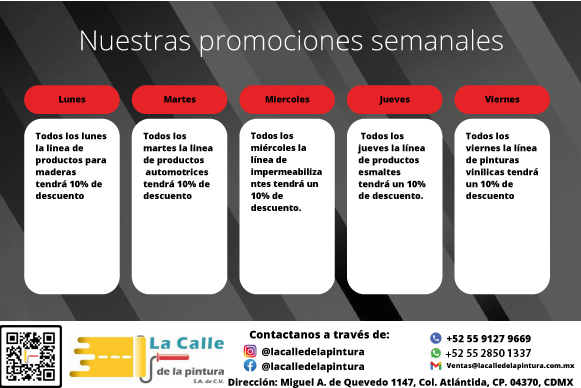 Nuestras promociones semanales
Lunes
Martes
Miercoles
Jueves
Viernes
Todos los lunes
la linea de
productos para
maderas
tendrá 10% de
descuento
Todos los
martes la linea
de productos
automotrices
tendrá 10% de
descuento
Todos los
miércoles la
línea de
impermeabiliza
ntes tendrá un
10% de
descuento.
Todos los
jueves la línea
de productos
esmaltes
tendrá un 10%
de descuento.
Todos los
viernes la línea
de pinturas
vinilicas tendrá
un 10% de
descuento
La Calle
de la pintura
S.A. de C.V.
Contactanos a través de:
@lacalledelapintura
@lacalledelapintura
+52 55 9127 9669
+52 55 2850 1337
Ventas@lacalledelapintura.com.mx
Dirección: Miguel A. de Quevedo 1147, Col. Atlántida, CP. 04370, CDMX